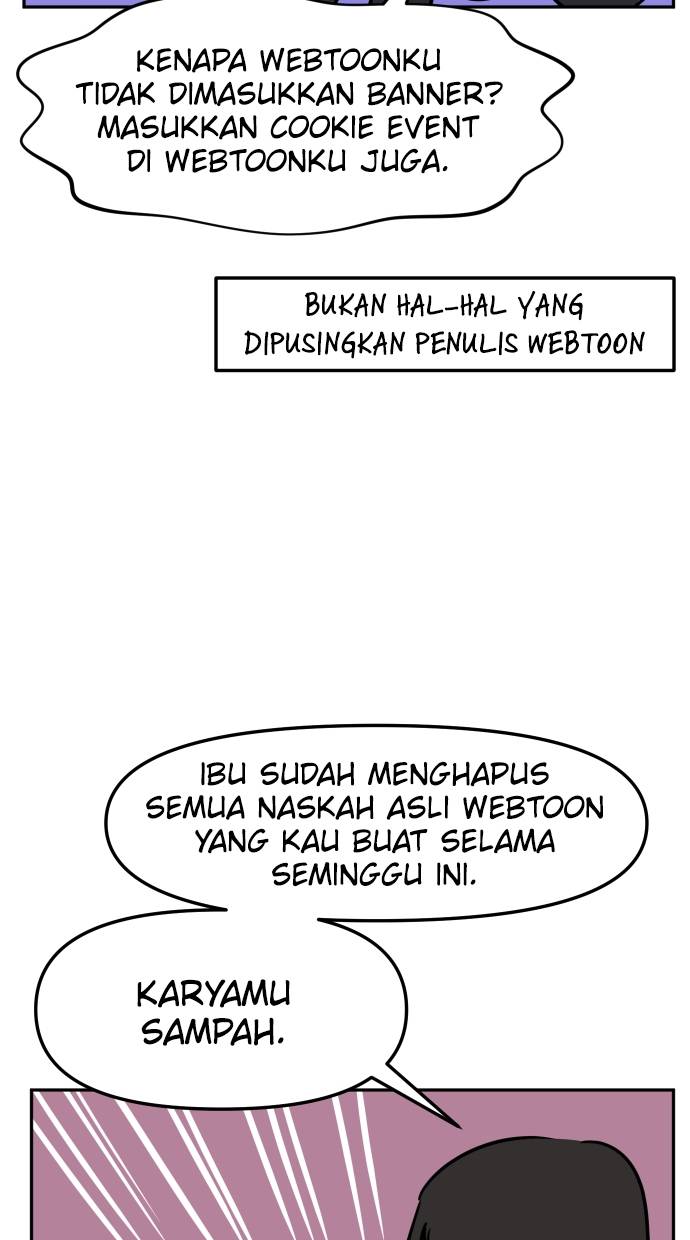 KENAPA WEBTOONKU
TIDAK DIMASUKKAN BANNER?
MASUKKAN COOKIE EVENT
DI WEBTOONKU JUGA.
BUKAN HAL-HAL YANG
DIPUSINGKAN PENULIS WEBTOON
IBU SUDAH MENGHAPUS
SEMUA NASKAH ASLI WEBTOON
YANG KAU BUAT SELAMA
SEMINGGU INI.
KARYAMU
SAMPAH.